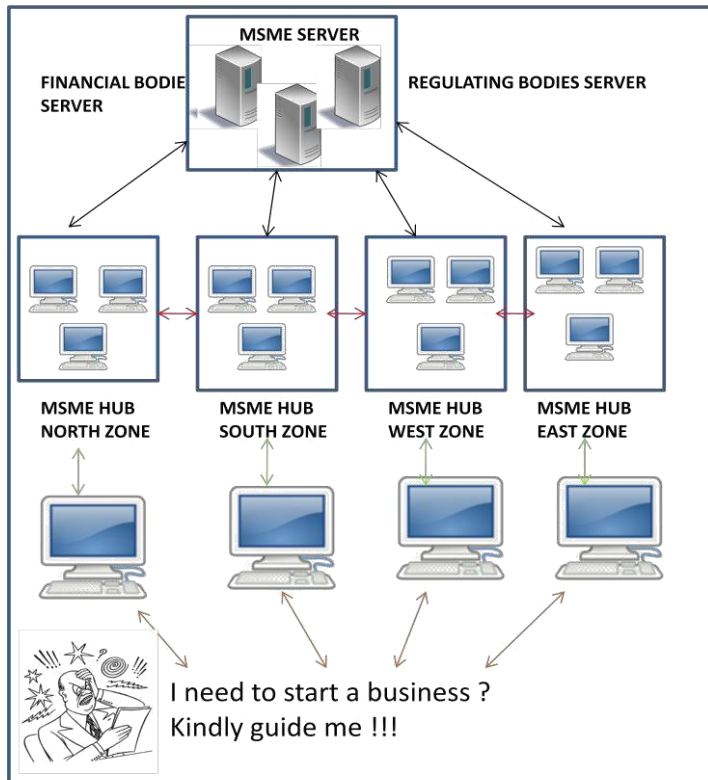 MSME SERVER
FINANCIAL BODIE
SERVER
REGULATING BODIES SERVER
MSME HUB
NORTH ZONE
MSME HUB
SOUTH ZONE
MSME HUB
WEST ZONE
MSME HUB
EAST ZONE
I need to start a business ?
Kindly guide me !!!